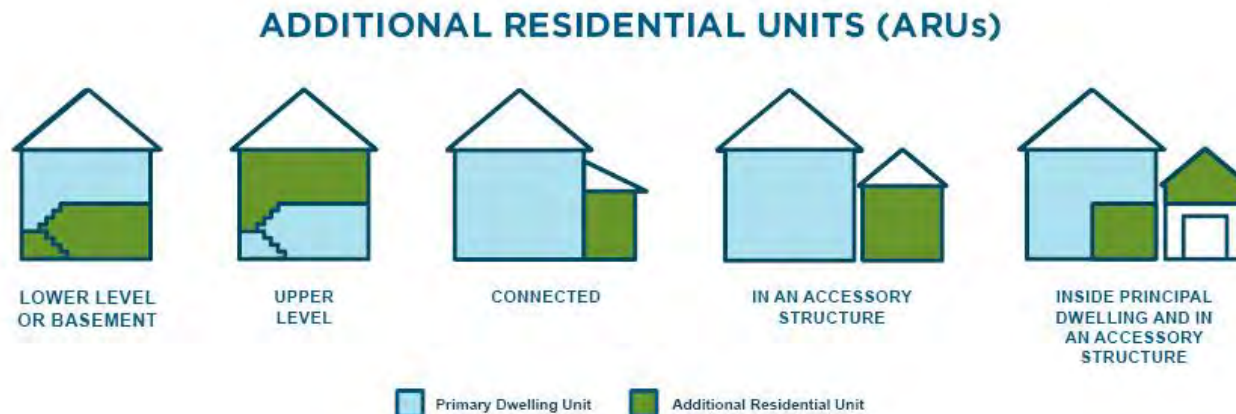 ADDITIONAL RESIDENTIAL UNITS (ARUs)
LOWER LEVEL
OR BASEMENT
UPPER
LEVEL
CONNECTED
IN AN ACCESSORY
STRUCTURE
INSIDE PRINCIPAL
DWELLING AND IN
AN ACCESSORY
STRUCTURE
Primary Dwelling Unit
Additional Residential Unit